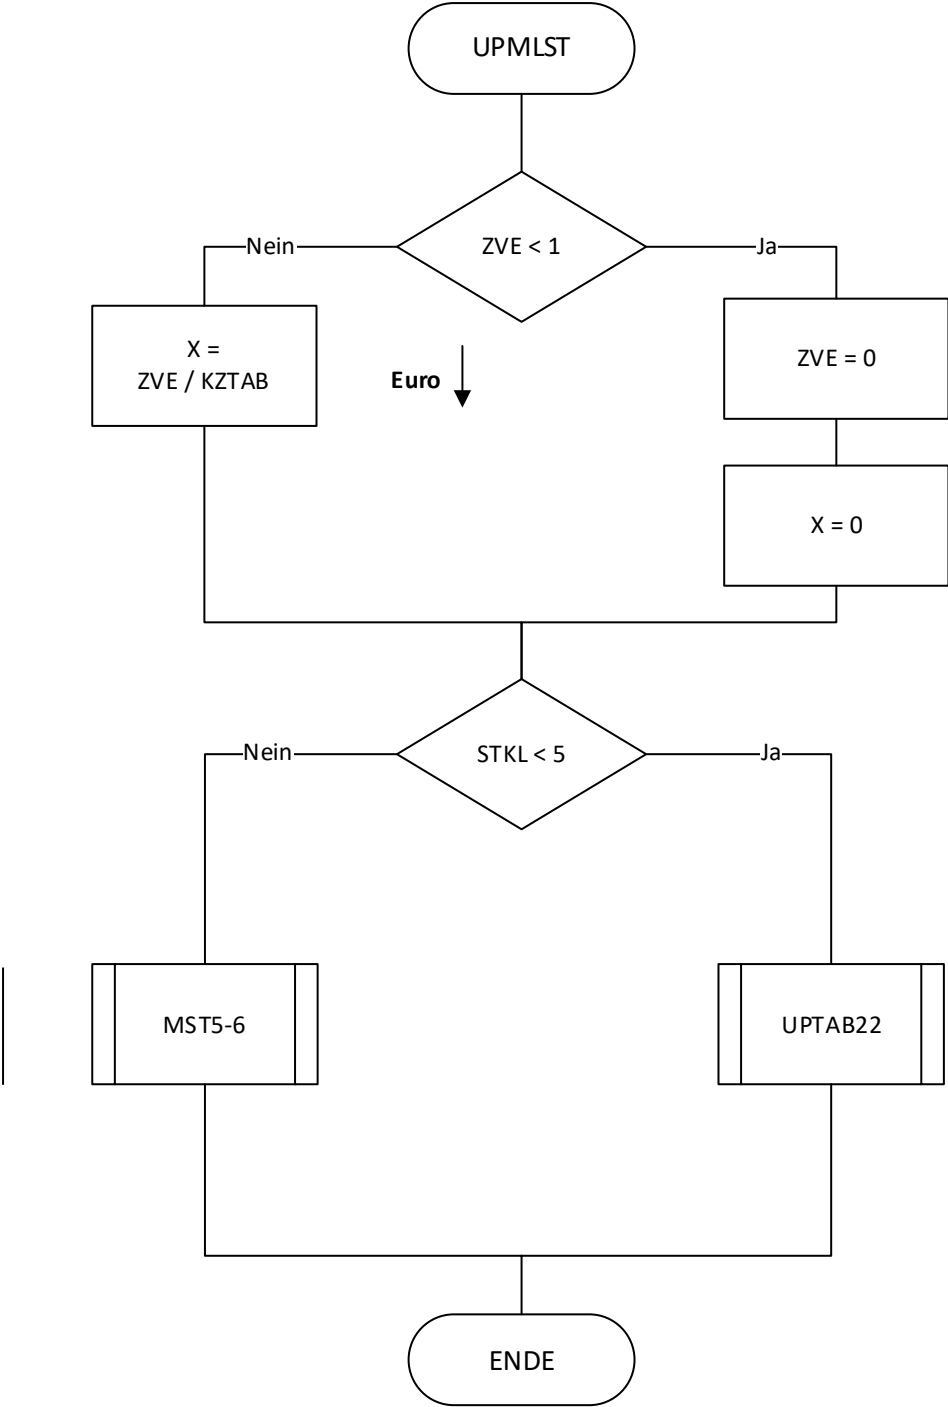 UPMLST
ZVE < 1
Nein
Ja
X =
ZVE / KZTAB
Euro
ZVE = 0
X = 0
STKL < 5
Nein
Ja
MST5-6
UPTAB22
ENDE